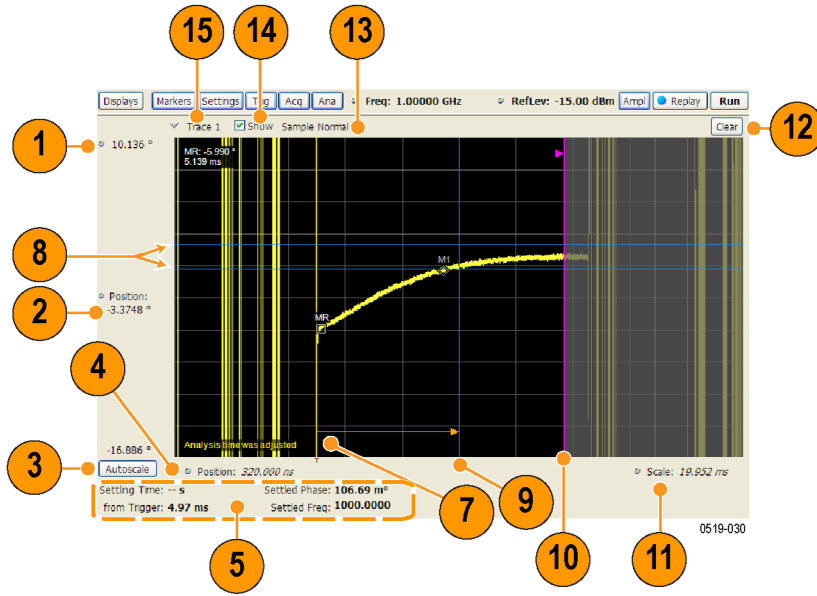 15
14
13
Displays Markers Settings Trig Acq Ana Freq: 1.00000 GHz RefLev: -15.00 dBm Ampl Replay Run
Trace 1 Show Sample Normal Clear
12
1
10.136 °
MR: -5.990 °
5.139 ms
8
M1
Position:
-3.3748 °
2
MR
4
-16.886 °
Analysis time was adjusted
T
3
Autoscale Position: 320.000 ns Scale: 19.952 ms
Settling Time: -- s Settled Phase: 106.69 m°
from Trigger: 4.97 ms Settled Freq: 1000.0000
7
9
10
11
5
0519-030